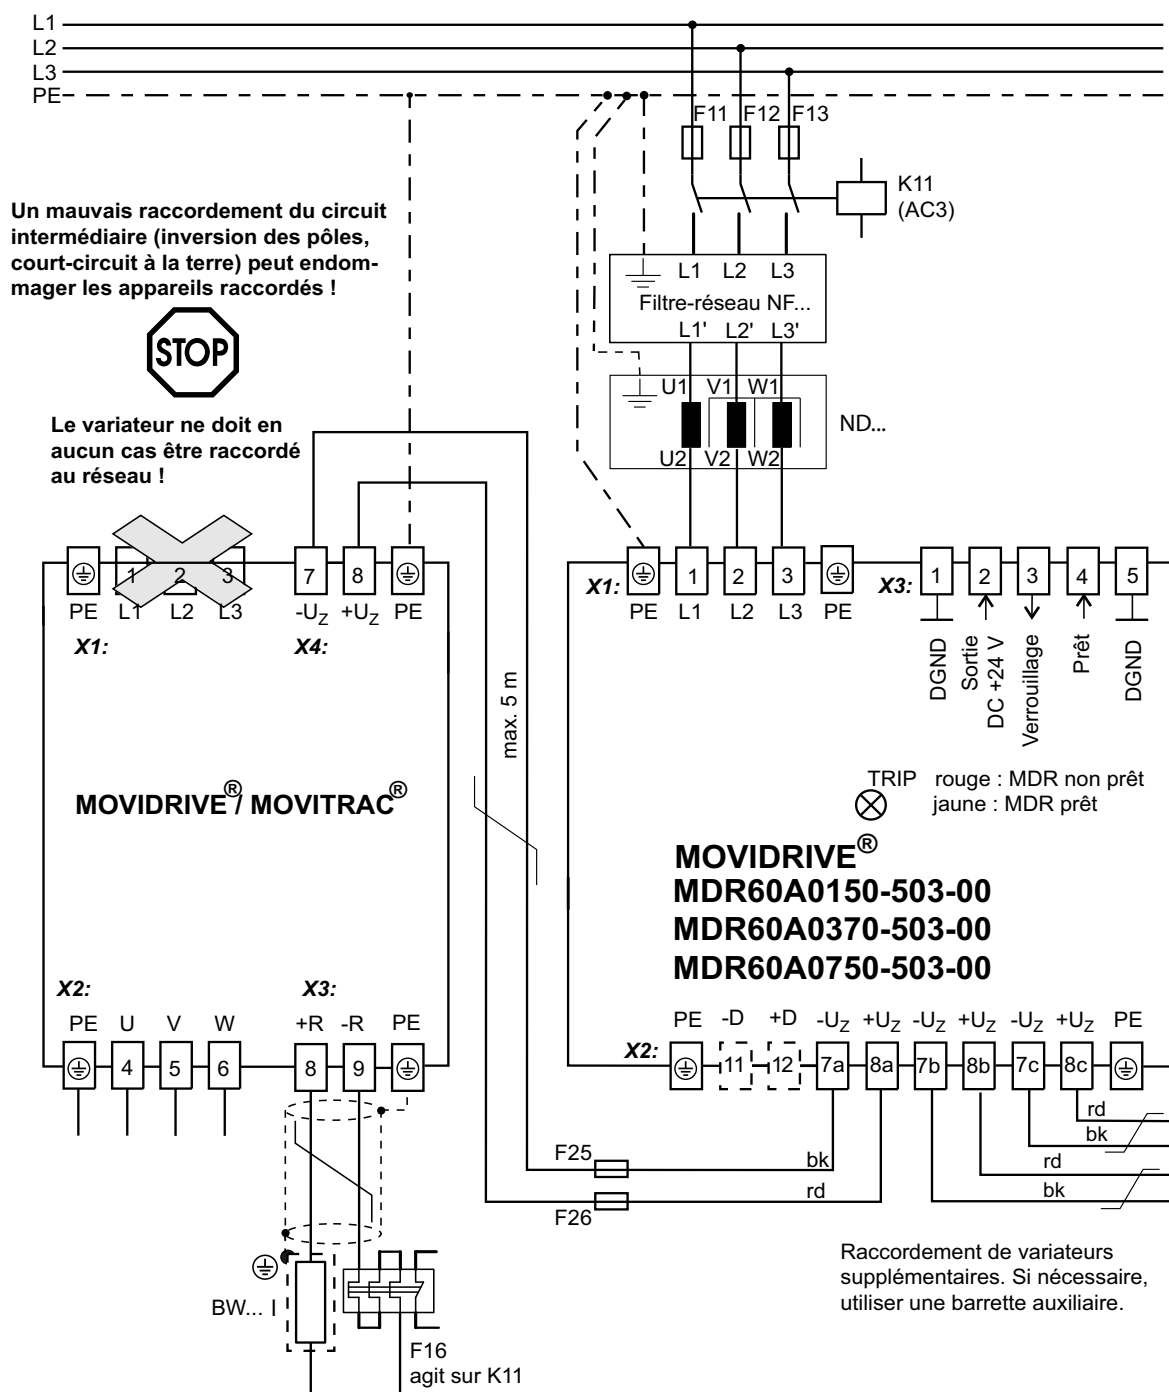 L1
L2
L3
PE
F11 F12 F13
K11
(AC3)
Un mauvais raccordement du circuit
intermédiaire (inversion des pôles,
court-circuit à la terre) peut endom-
mager les appareils raccordés !
STOP
Le variateur ne doit en
aucun cas être raccordé
au réseau !
L1 L2 L3
Filtre-réseau NF...
L1' L2' L3'
U1 V1 W1
ND...
U2 V2 W2
1 2 3 7 8
PE L1 L2 L3 -UZ +UZ PE
X1: X4:
X1: 1 2 3
PE L1 L2 L3 PE
X3: 1 2 3 4 5
DGND
Sortie
DC +24 V
Verrouillage
Prêt
DGND
max. 5 m
TRIP rouge : MDR non prêt
jaune : MDR prêt
MOVIDRIVE® / MOVITRAC®
MOVIDRIVE®
MDR60A0150-503-00
MDR60A0370-503-00
MDR60A0750-503-00
X2: X3:
PE U V W +R -R PE
4 5 6 8 9
PE -D +D -UZ +UZ -UZ +UZ -UZ +UZ PE
X2: 11 12 7a 8a 7b 8b 7c 8c
rd
bk
rd
bk
F25 bk
F26 rd
BW...
F16
agit sur K11
Raccordement de variateurs
supplémentaires. Si nécessaire,
utiliser une barrette auxiliaire.